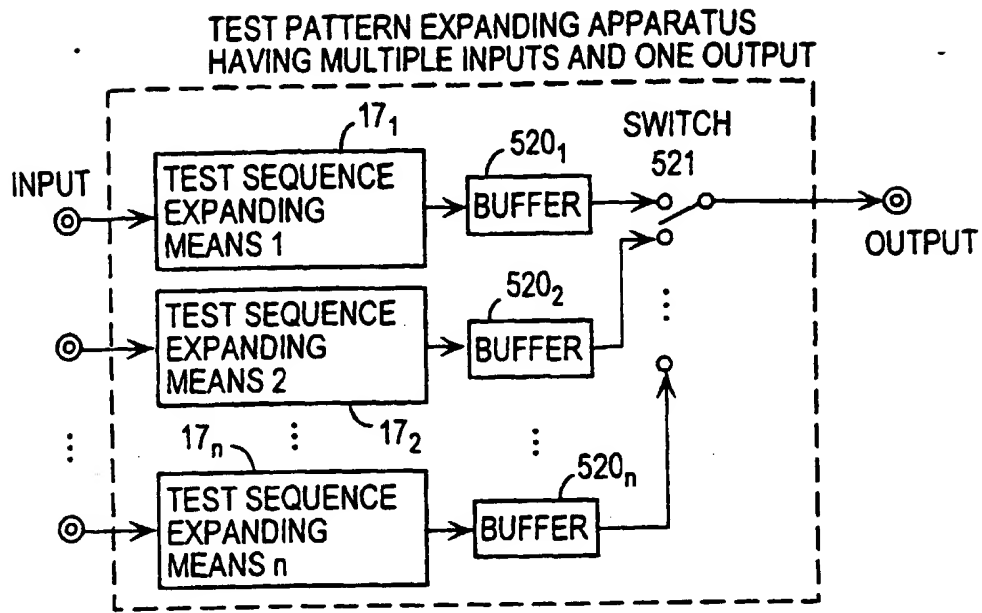 TEST PATTERN EXPANDING APPARATUS
HAVING MULTIPLE INPUTS AND ONE OUTPUT
17₁
520₁
SWITCH
521
INPUT
TEST SEQUENCE
EXPANDING
MEANS 1
BUFFER
OUTPUT
520₂
TEST SEQUENCE
EXPANDING
MEANS 2
BUFFER
17₂
17ₙ
520ₙ
TEST SEQUENCE
EXPANDING
MEANS n
BUFFER